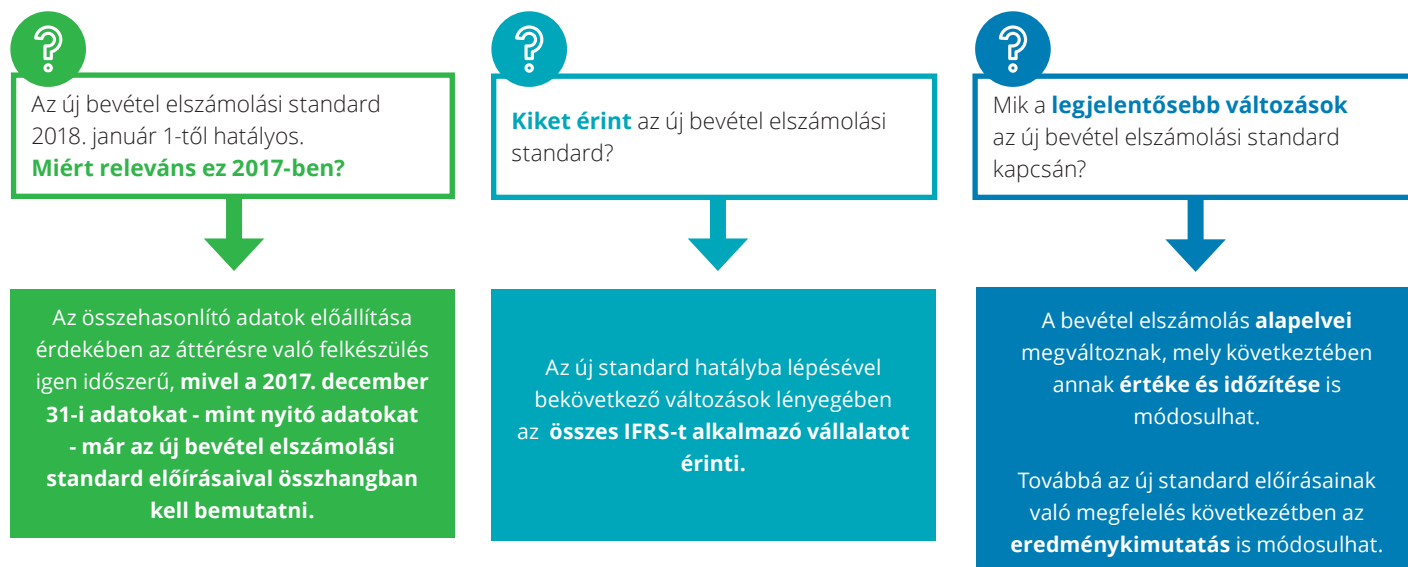 Az új bevétel elszámolási standard
2018. január 1-től hatályos.
Miért releváns ez 2017-ben?
Az összehasonlító adatok előállítása
érdekében az áttérésre való felkészülés
igen időszerű, mivel a 2017. december
31-i adatokat - mint nyitó adatokat
- már az új bevétel elszámolási
standard előírásaival összhangban
kell bemutatni.
Kiket érint az új bevétel elszámolási
standard?
Az új standard hatályba lépésével
bekövetkező változások lényegében
az összes IFRS-t alkalmazó vállalatot
érinti.
Mik a legjelentősebb változások
az új bevétel elszámolási standard
kapcsán?
A bevétel elszámolás alapelvei
megváltoznak, mely következtében
annak értéke és időzítése is
módosulhat.
Továbbá az új standard előírásainak
való megfelelés következétben az
eredménykimutatás is módosulhat.